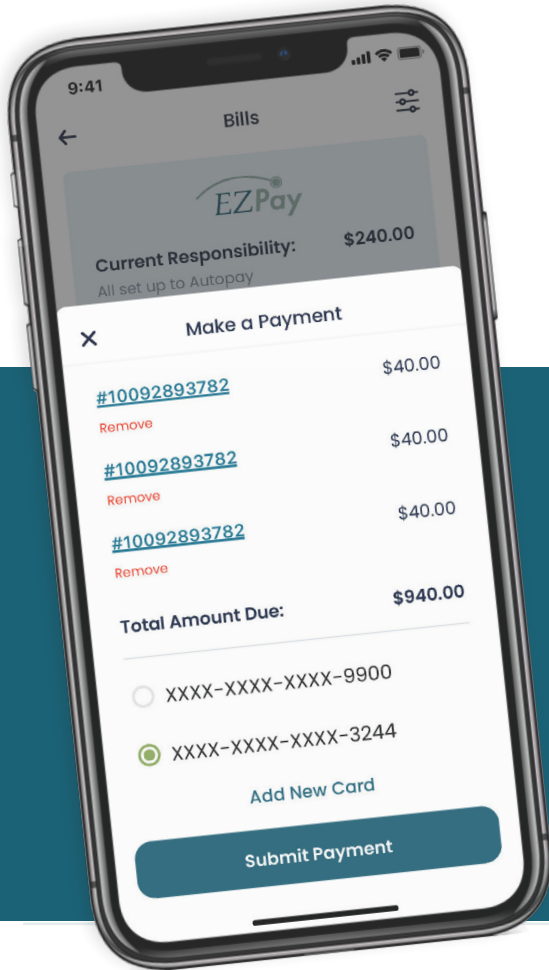 9:41
Bills
EZPay
Current Responsibility: $240.00
All set up to Autopay
Make a Payment
#10092893782 $40.00
Remove
#10092893782 $40.00
Remove
#10092893782 $40.00
Remove
Total Amount Due: $940.00
XXXX-XXXX-XXXX-9900
XXXX-XXXX-XXXX-3244
Add New Card
Submit Payment